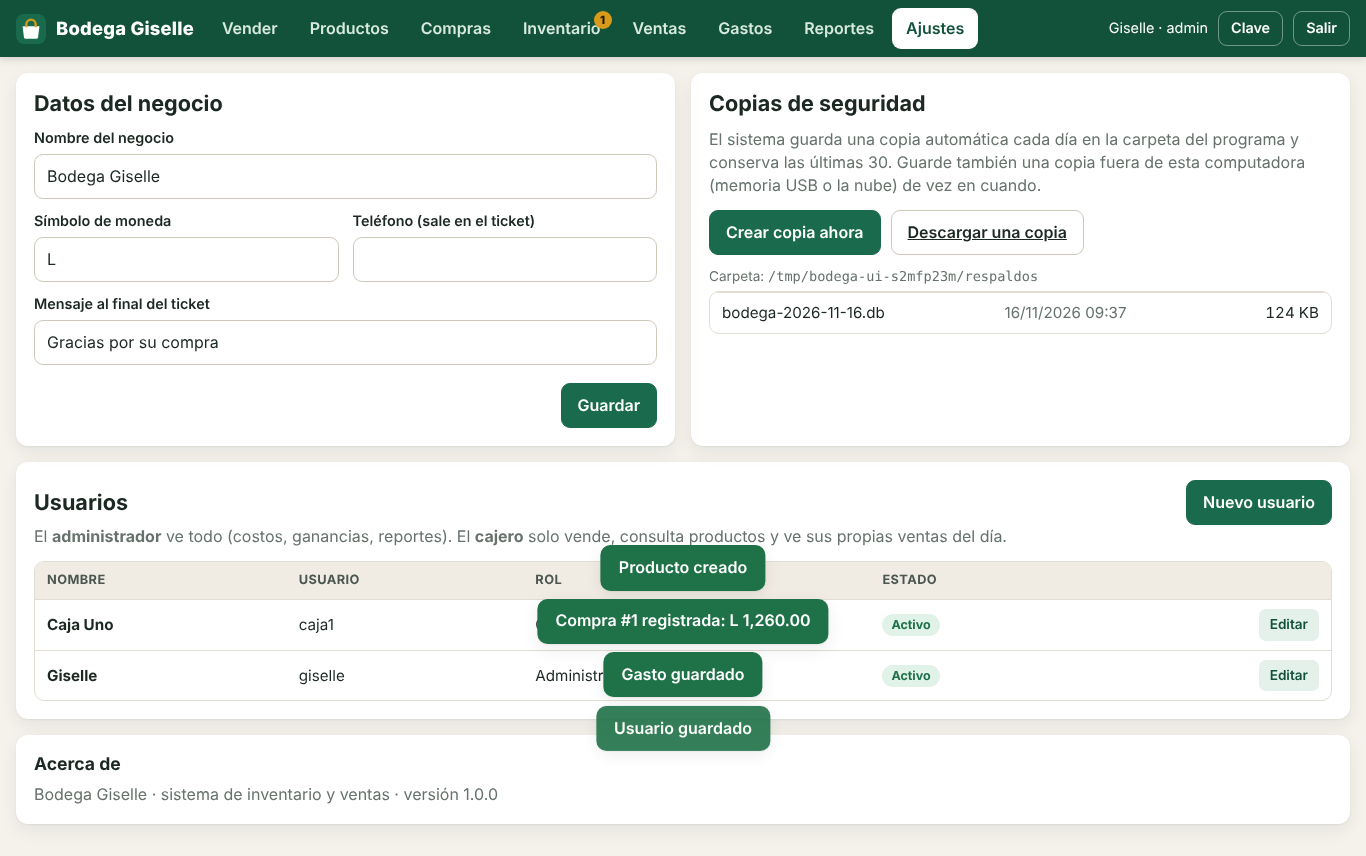 Bodega Giselle
Vender
Productos
Compras
Inventario
1
Ventas
Gastos
Reportes
Ajustes
Giselle · admin
Clave
Salir
Datos del negocio
Nombre del negocio
Bodega Giselle
Símbolo de moneda
Teléfono (sale en el ticket)
L
Mensaje al final del ticket
Gracias por su compra
Guardar
Copias de seguridad
El sistema guarda una copia automática cada día en la carpeta del programa y
conserva las últimas 30. Guarde también una copia fuera de esta computadora
(memoria USB o la nube) de vez en cuando.
Crear copia ahora
Descargar una copia
Carpeta: /tmp/bodega-ui-s2mfp23m/respaldos
bodega-2026-11-16.db 16/11/2026 09:37 124 KB
Usuarios
Nuevo usuario
El administrador ve todo (costos, ganancias, reportes). El cajero solo vende, consulta productos y ve sus propias ventas del día.
Producto creado
NOMBRE USUARIO ROL ESTADO
Caja Uno caja1 Activo Editar
Compra #1 registrada: L 1,260.00
Giselle giselle Administr Activo Editar
Gasto guardado
Usuario guardado
Acerca de
Bodega Giselle · sistema de inventario y ventas · versión 1.0.0